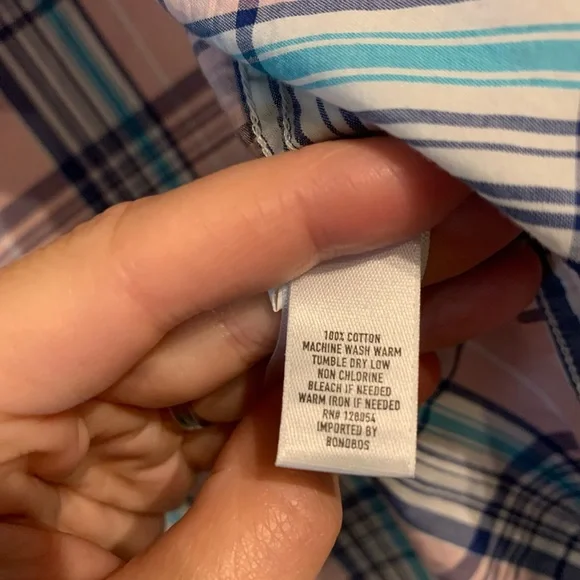 100% COTTON
MACHINE WASH WARM
TUMBLE DRY LOW
NON CHLORINE
BLEACH IF NEEDED
WARM IRON IF NEEDED
RN# 128054
IMPORTED BY
BONOBOS